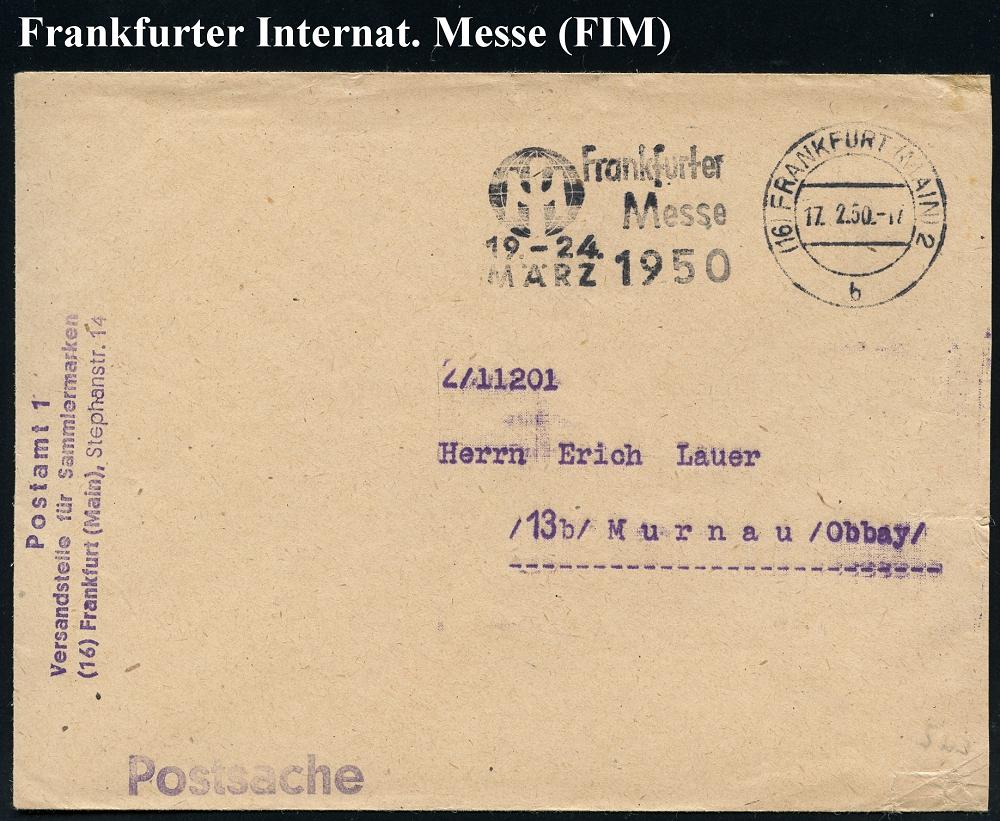 Frankfurter Internat. Messe (FIM)
Frankfurter
Messe
19.-24.
MÄRZ 1950
(16) FRANKFURT (MAIN) 2
17. 2.50.-17
b
Z/11201
Herrn Erich Lauer
/13b/ Murnau /Obbay/
Postamt 1
Versandstelle für Sammlermarken
(16) Frankfurt (Main), Stephanstr. 14
Postsache